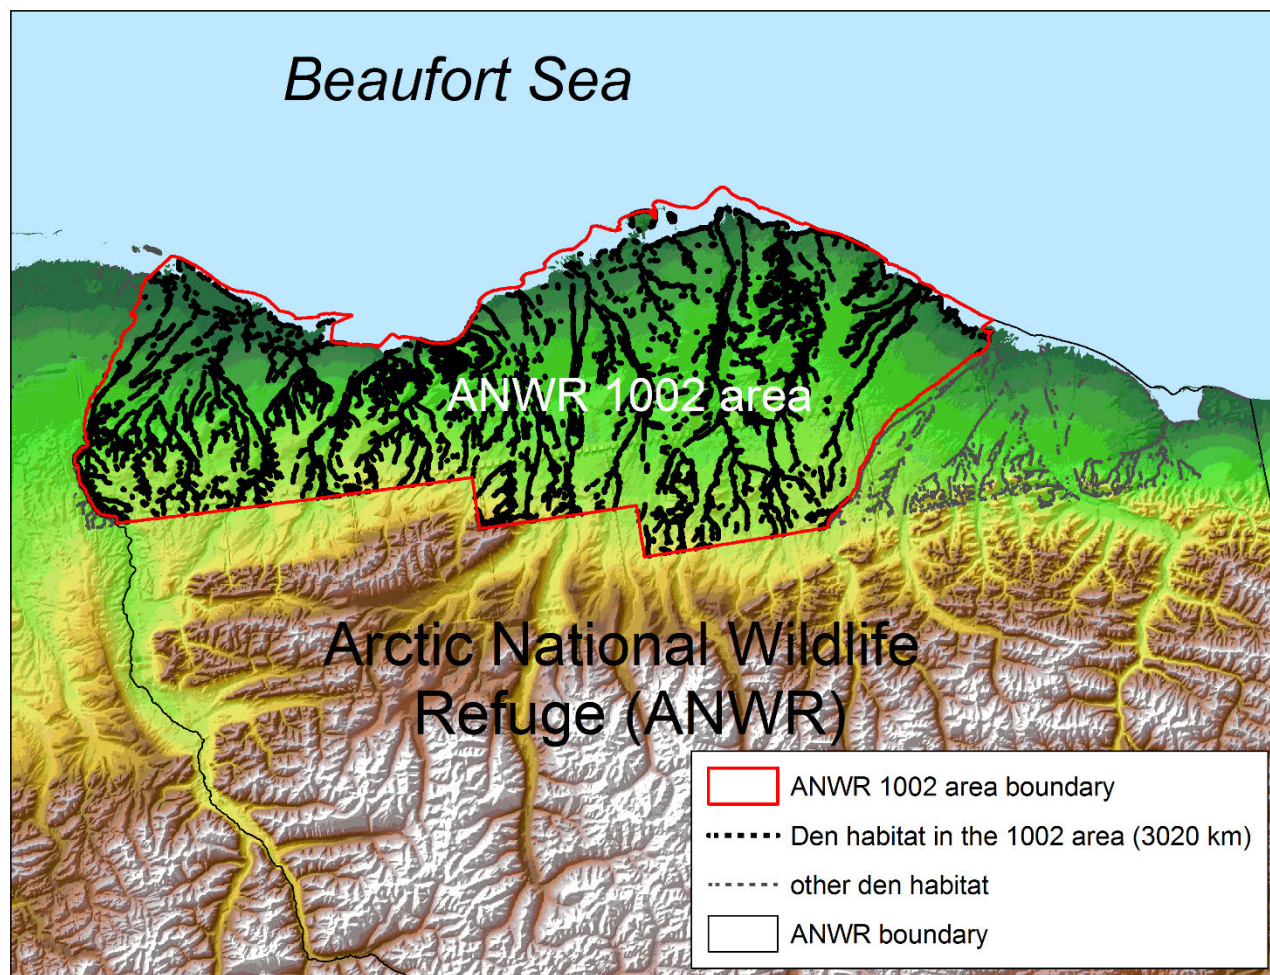 Beaufort Sea
ANWR 1002 area
Arctic National Wildlife
Refuge (ANWR)
ANWR 1002 area boundary
Den habitat in the 1002 area (3020 km)
other den habitat
ANWR boundary